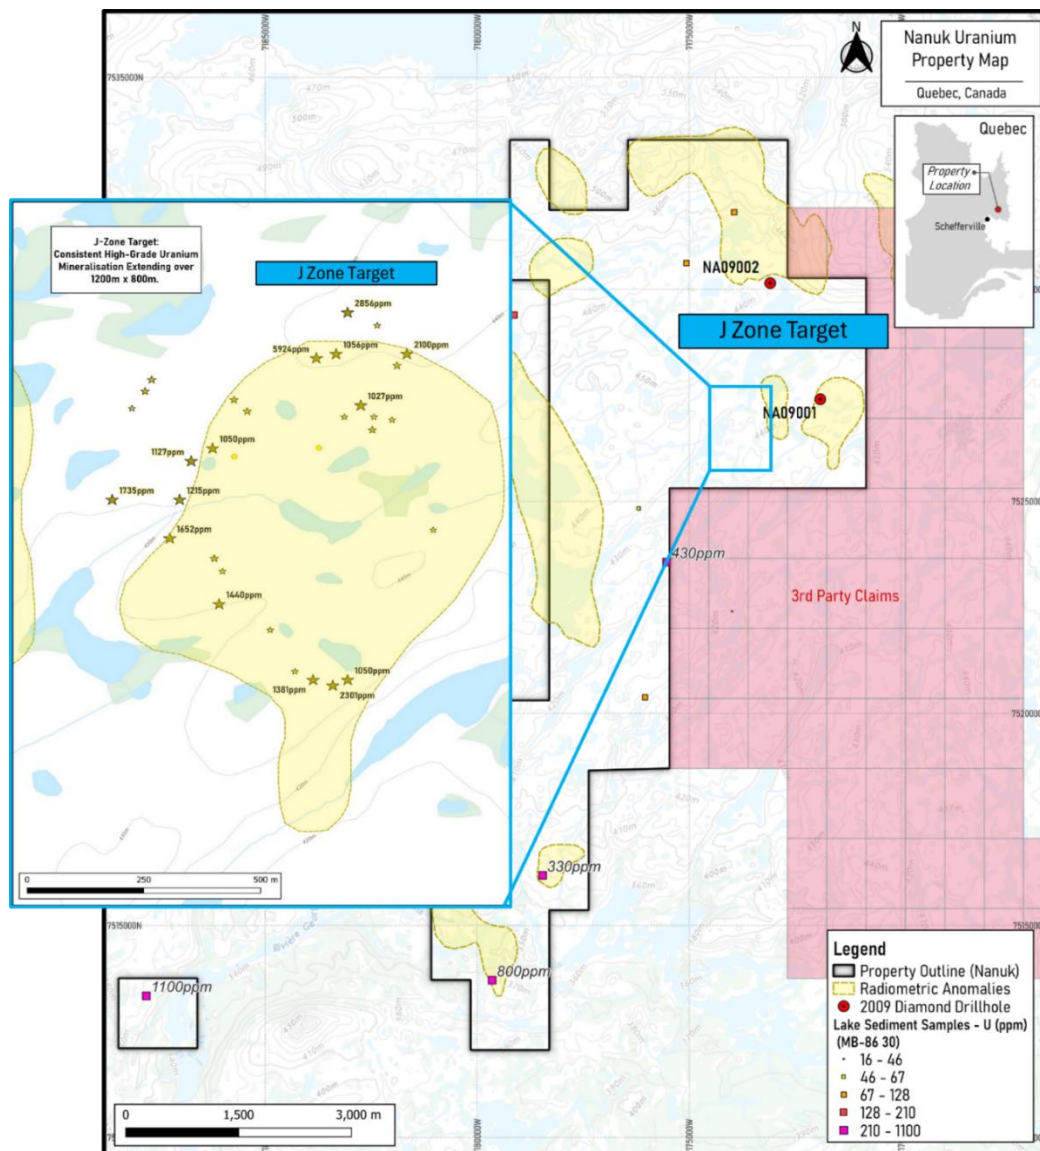 Nanuk Uranium
Property Map
Quebec, Canada
N
7185000W
7180000W
7175000W
7535000N
Quebec
Property
Location
Schefferville
J-Zone Target:
Consistent High-Grade Uranium
Mineralisation Extending over
1200m x 800m.
J Zone Target
2856ppm
5924ppm
1056ppm
2100ppm
1027ppm
1050ppm
1127ppm
1735ppm
1215ppm
1652ppm
1440ppm
1050ppm
1381ppm
2301ppm
0
250
500 m
NA09002
J Zone Target
NA09001
7525000N
430ppm
3rd Party Claims
330ppm
7515000N
800ppm
1100ppm
0
1,500
3,000 m
Legend
Property Outline (Nanuk)
Radiometric Anomalies
2009 Diamond Drillhole
Lake Sediment Samples - U (ppm)
(MB-86 30)
16 - 46
46 - 67
67 - 128
128 - 210
210 - 1100